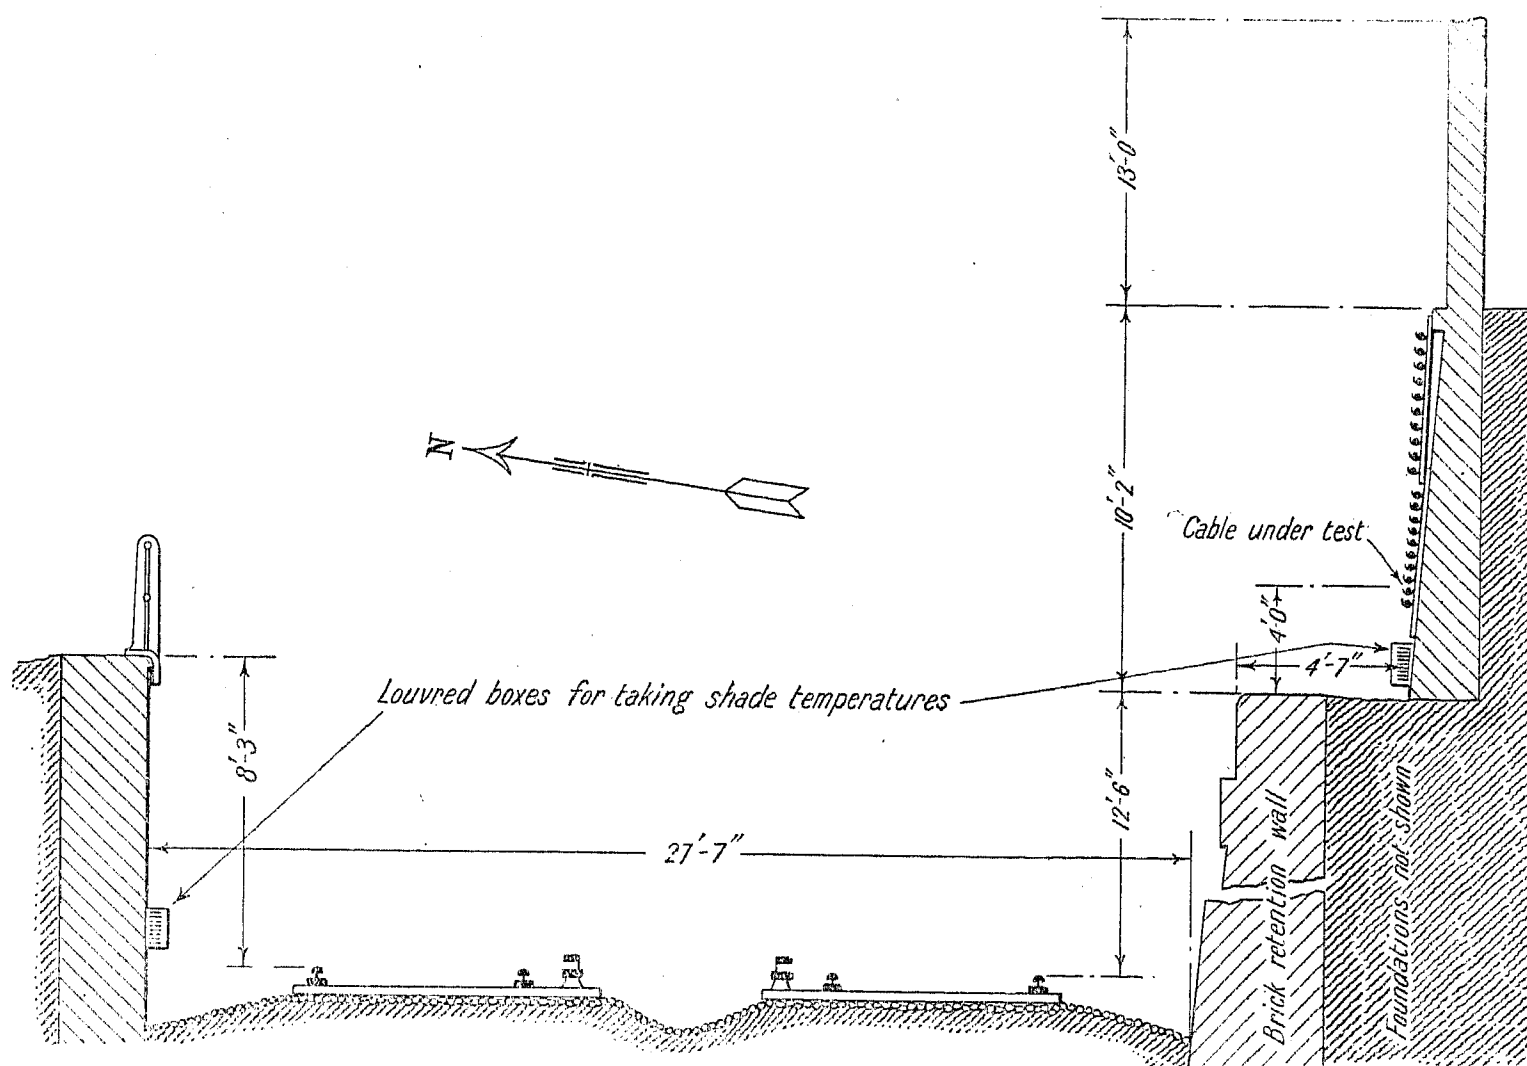 13'-0"
N
10'-2"
Cable under test
4'-0"
4'-7"
Louvred boxes for taking shade temperatures
8'-3"
12'-6"
27'-7"
Brick retention wall
Foundations not shown